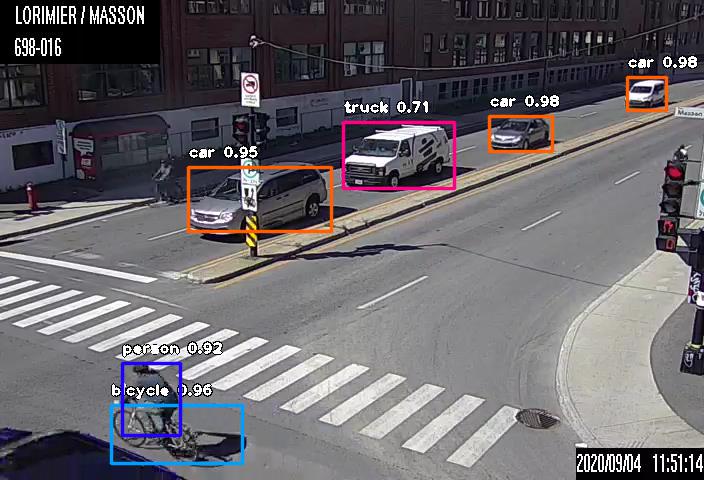 LORIMIER / MASSON
698-016
car 0.98
car 0.98
truck 0.71
Masson
car 0.95
person 0.92
bicycle 0.96
2020/09/04 11:51:14